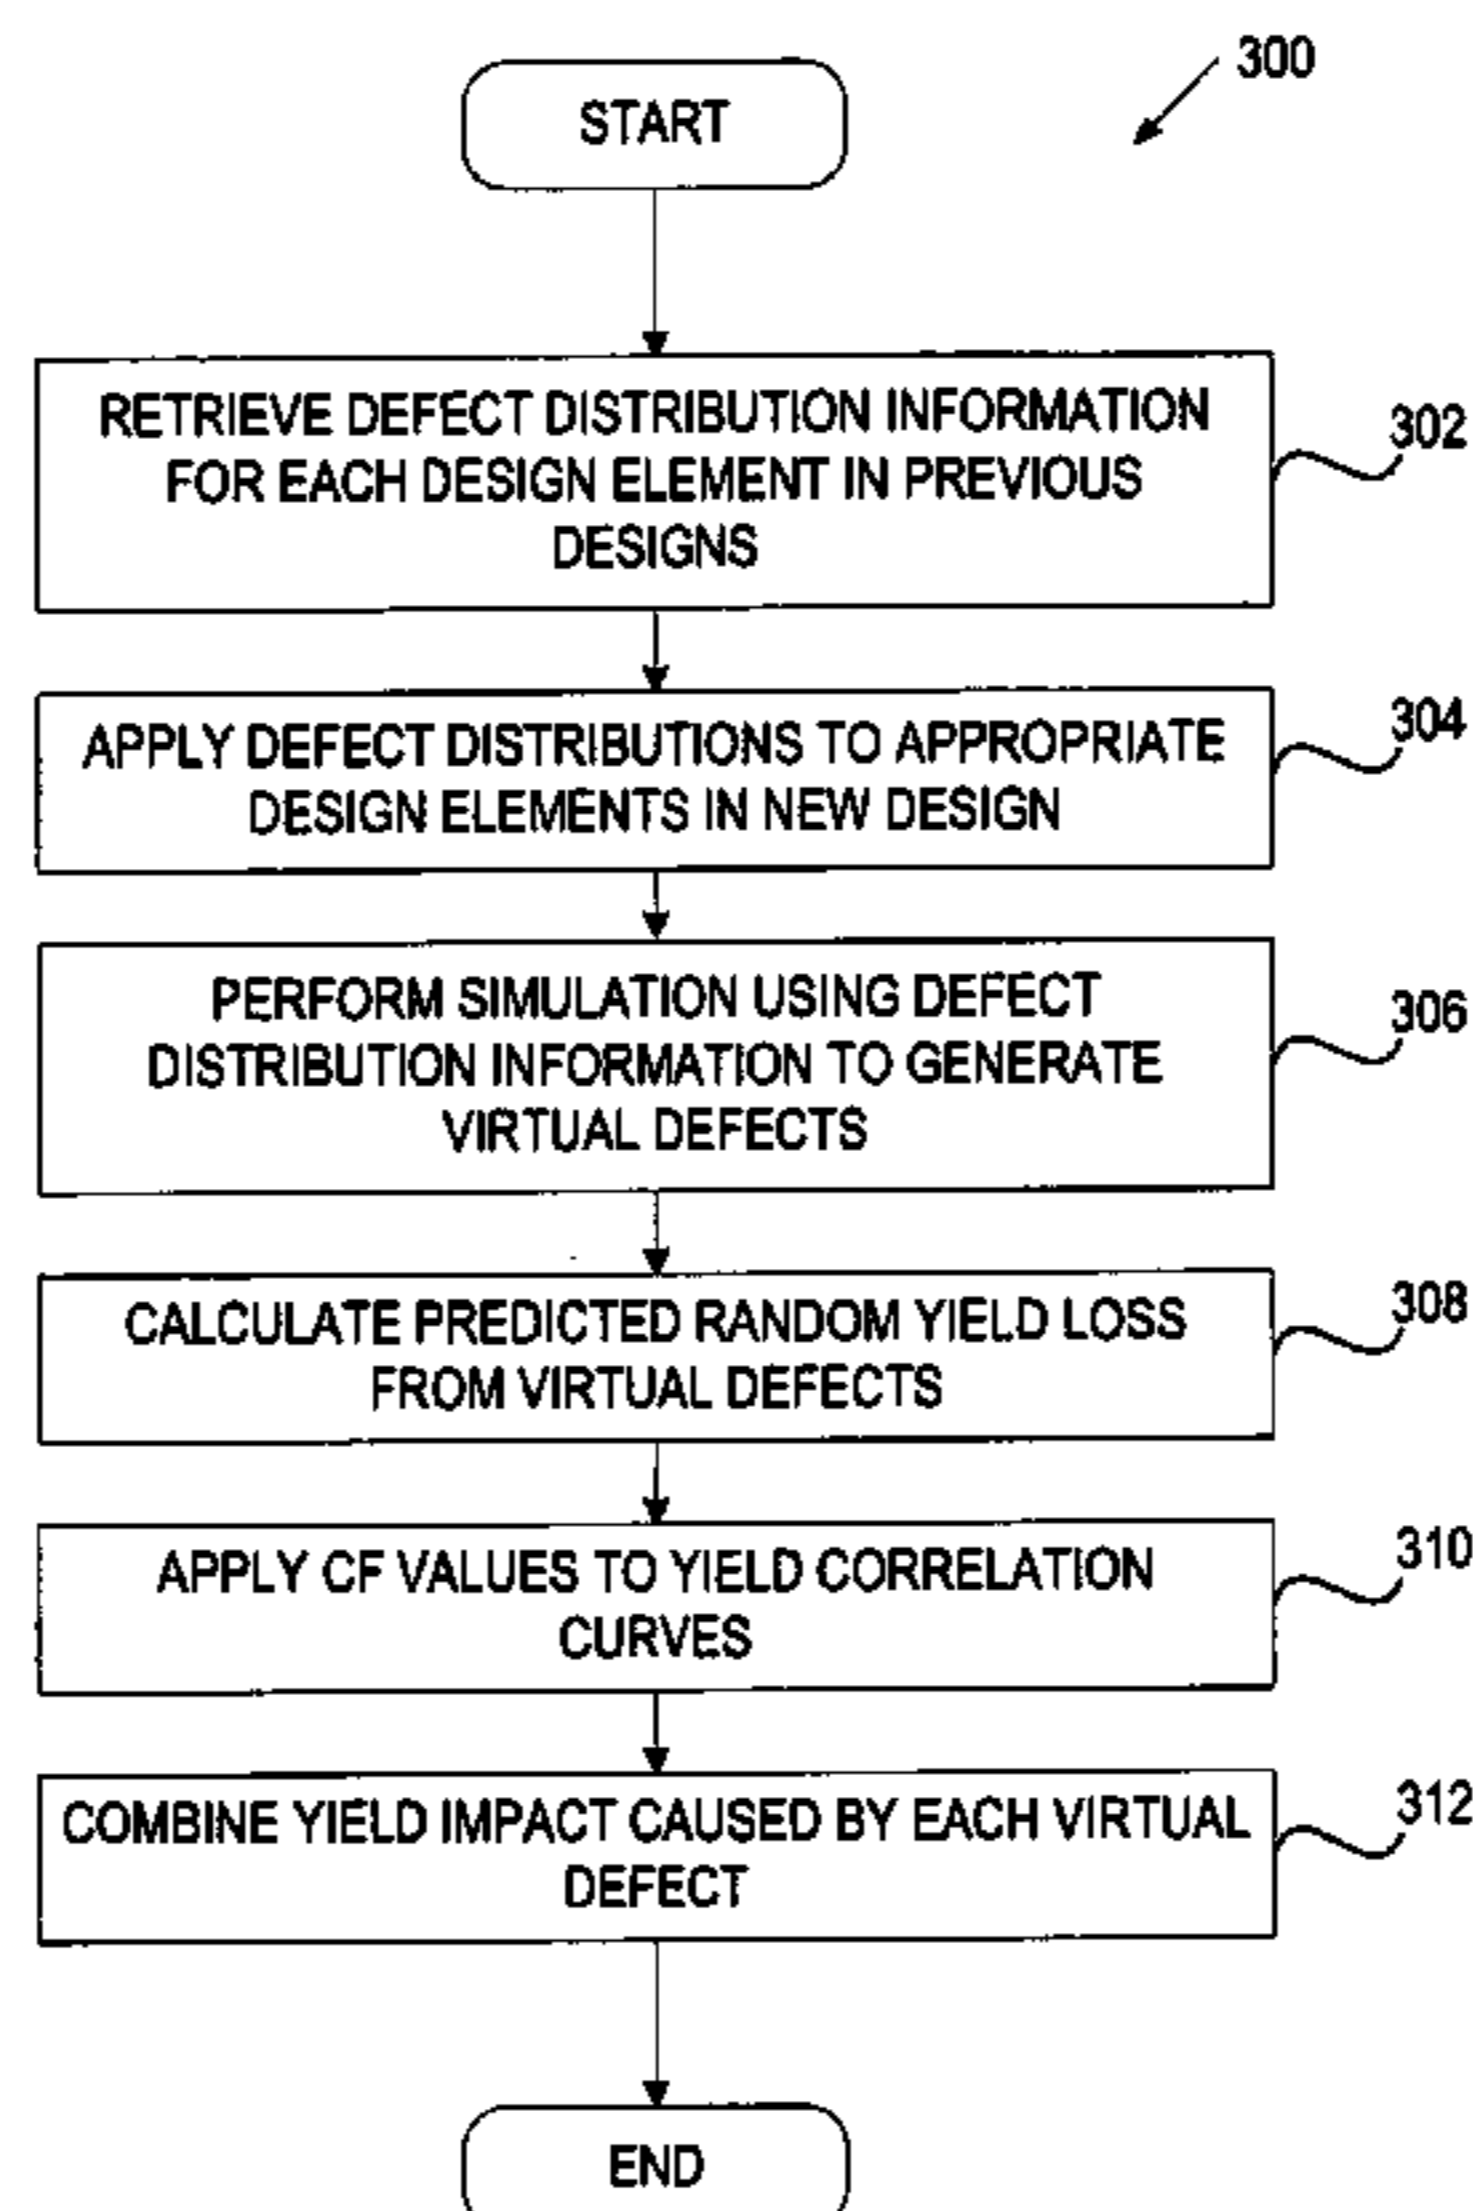 300
START
RETRIEVE DEFECT DISTRIBUTION INFORMATION
FOR EACH DESIGN ELEMENT IN PREVIOUS
DESIGNS
302
APPLY DEFECT DISTRIBUTIONS TO APPROPRIATE
DESIGN ELEMENTS IN NEW DESIGN
304
PERFORM SIMULATION USING DEFECT
DISTRIBUTION INFORMATION TO GENERATE
VIRTUAL DEFECTS
306
CALCULATE PREDICTED RANDOM YIELD LOSS
FROM VIRTUAL DEFECTS
308
APPLY CF VALUES TO YIELD CORRELATION
CURVES
310
COMBINE YIELD IMPACT CAUSED BY EACH VIRTUAL
DEFECT
312
END